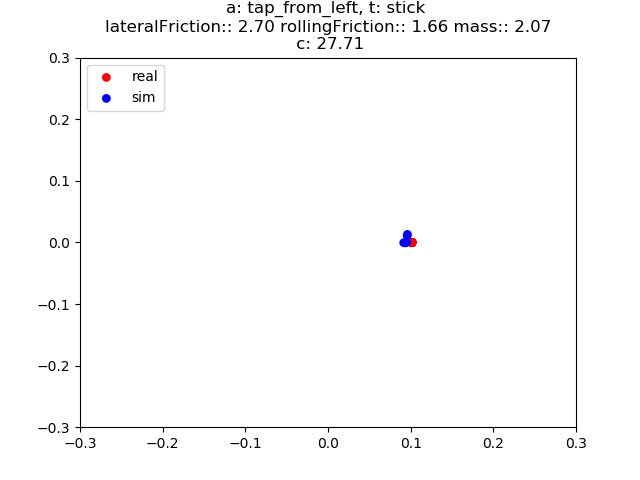 a: tap_from_left, t: stick
lateralFriction:: 2.70 rollingFriction:: 1.66 mass:: 2.07
c: 27.71
real
sim
0.3
0.2
0.1
0.0
−0.1
−0.2
−0.3
−0.3 −0.2 −0.1 0.0 0.1 0.2 0.3